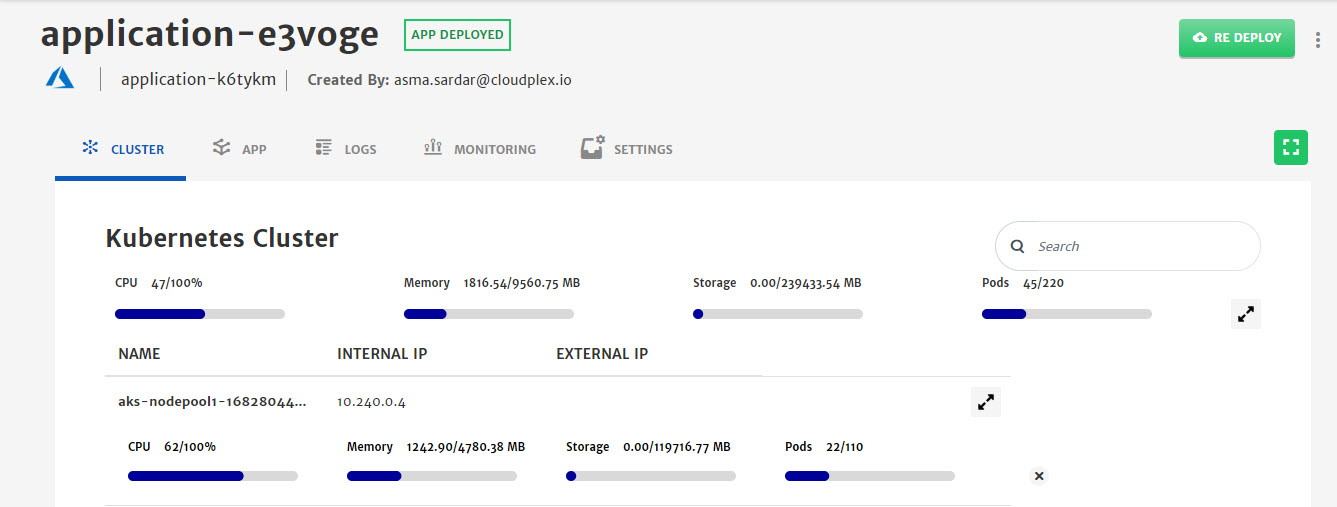 application-e3voge APP DEPLOYED RE DEPLOY
application-k6tykm Created By: asma.sardar@cloudplex.io
CLUSTER APP LOGS MONITORING SETTINGS
Kubernetes Cluster
Search
CPU 47/100% Memory 1816.54/9560.75 MB Storage 0.00/239433.54 MB Pods 45/220
NAME INTERNAL IP EXTERNAL IP
aks-nodepool1-16828044... 10.240.0.4
CPU 62/100% Memory 1242.90/4780.38 MB Storage 0.00/119716.77 MB Pods 22/110